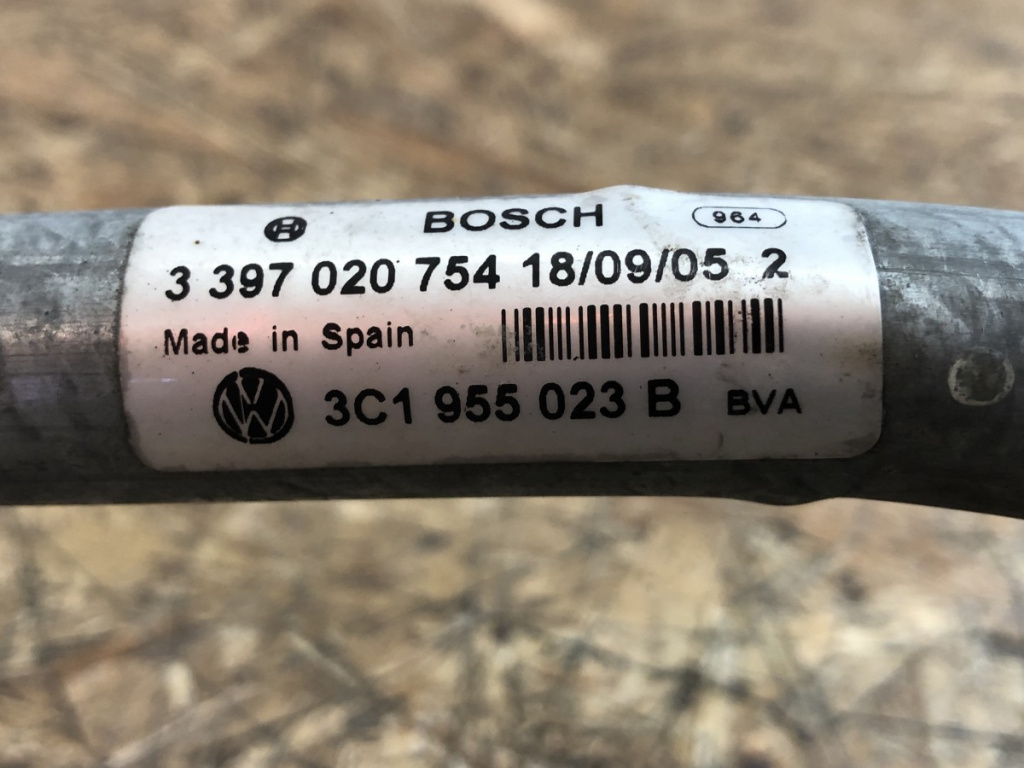 BOSCH 964
3 397 020 754 18/09/05 2
Made in Spain
3C1 955 023 B BVA